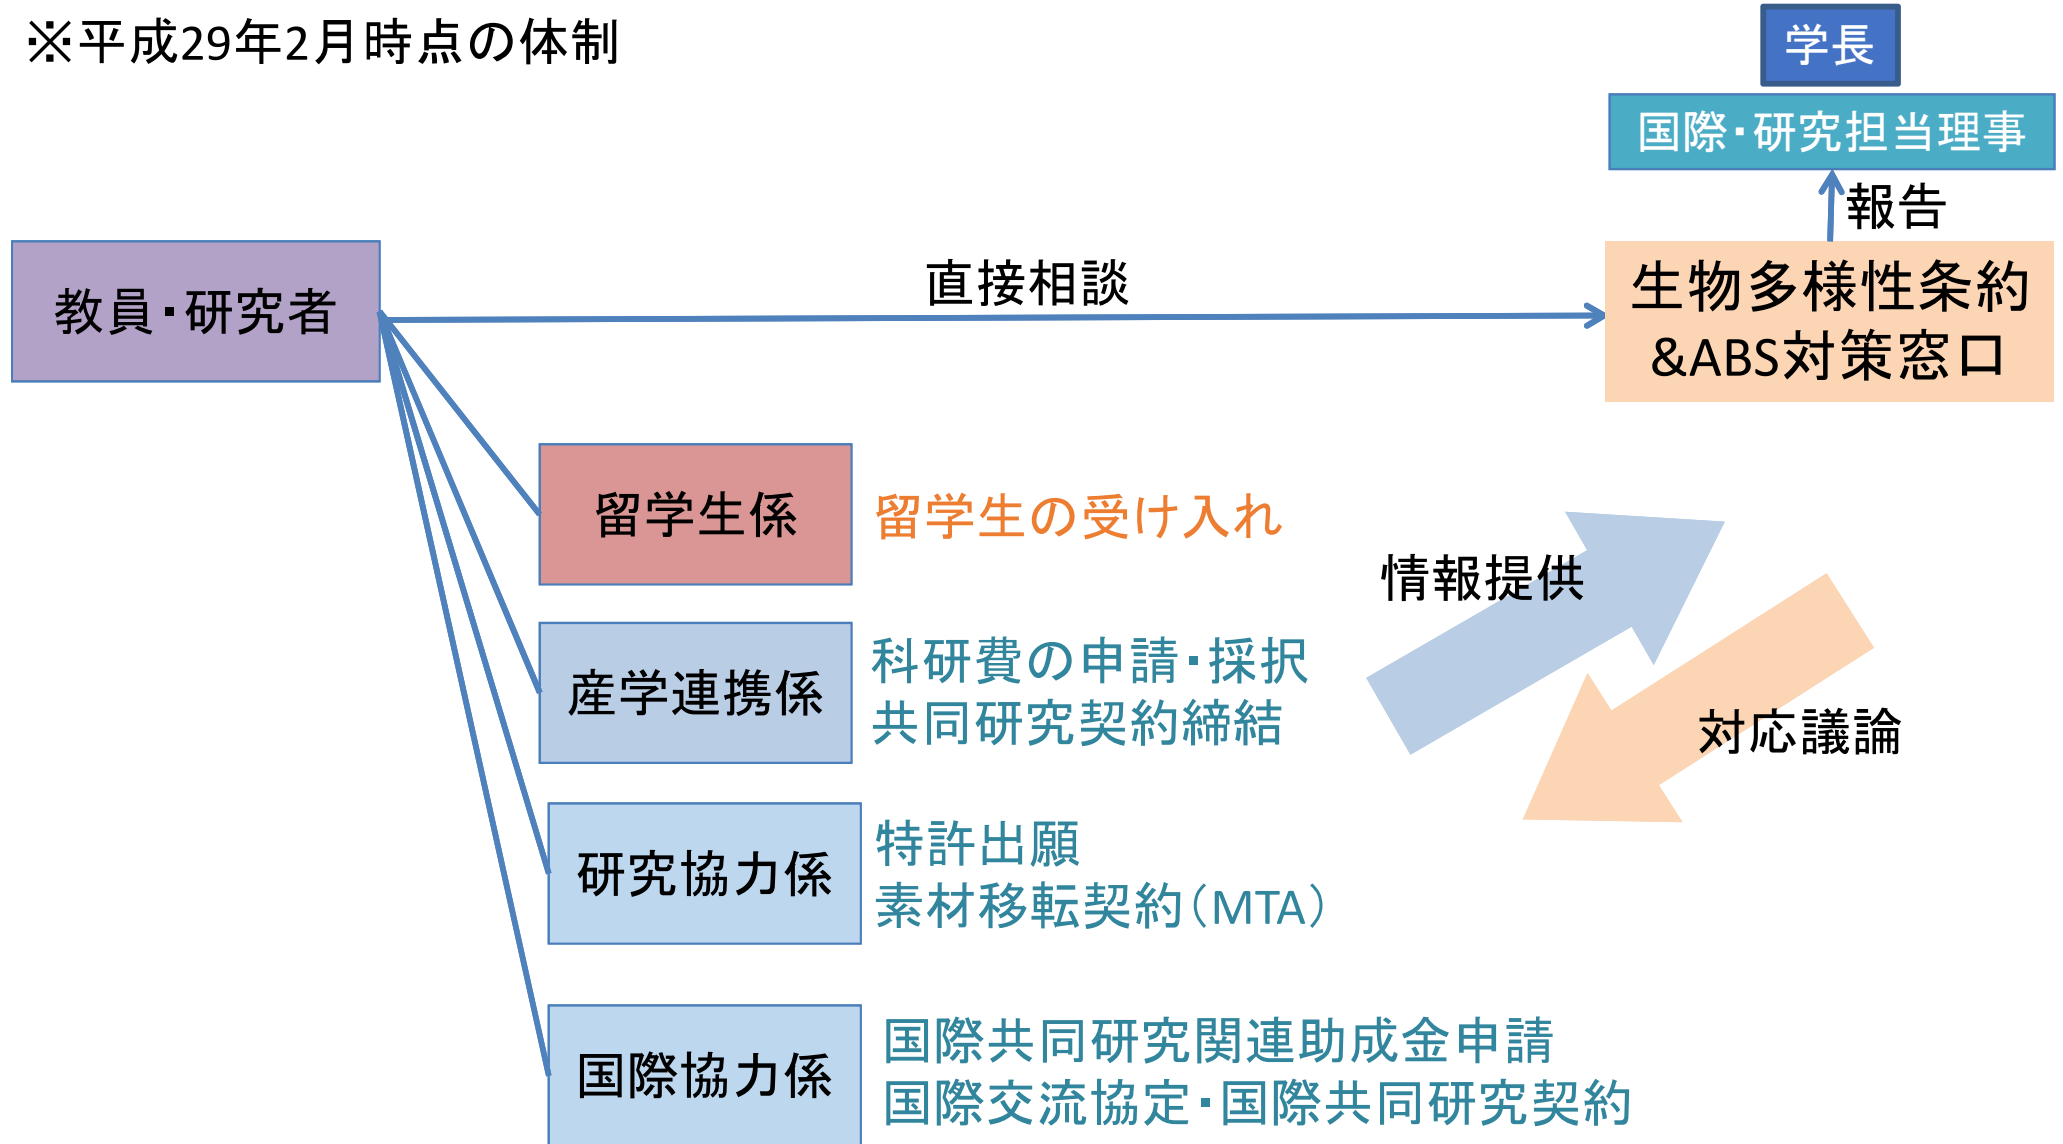 ※平成29年2月時点の体制
学長
国際・研究担当理事
報告
教員・研究者
直接相談
生物多様性条約
&ABS対策窓口
留学生係
留学生の受け入れ
情報提供
産学連携係
科研費の申請・採択
共同研究契約締結
対応議論
研究協力係
特許出願
素材移転契約（MTA）
国際協力係
国際共同研究関連助成金申請
国際交流協定・国際共同研究契約